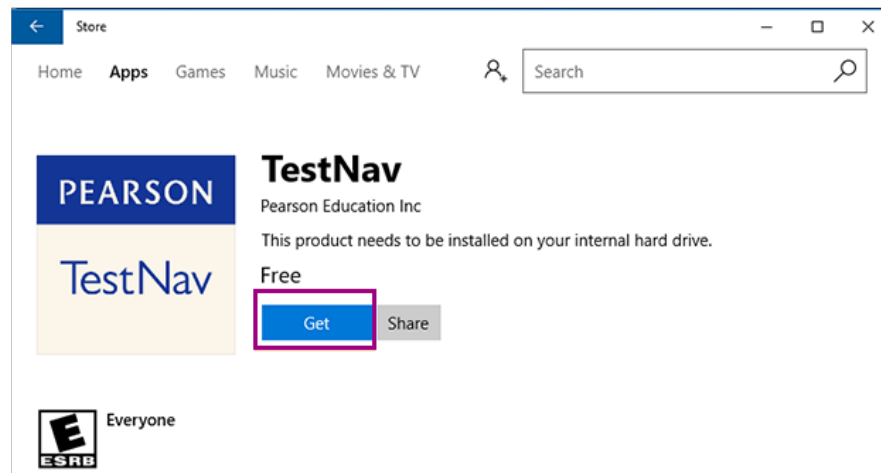 Store
Home Apps Games Music Movies & TV Search
PEARSON
TestNav
TestNav
Pearson Education Inc
This product needs to be installed on your internal hard drive.
Free
Get Share
E
Everyone
ESRB